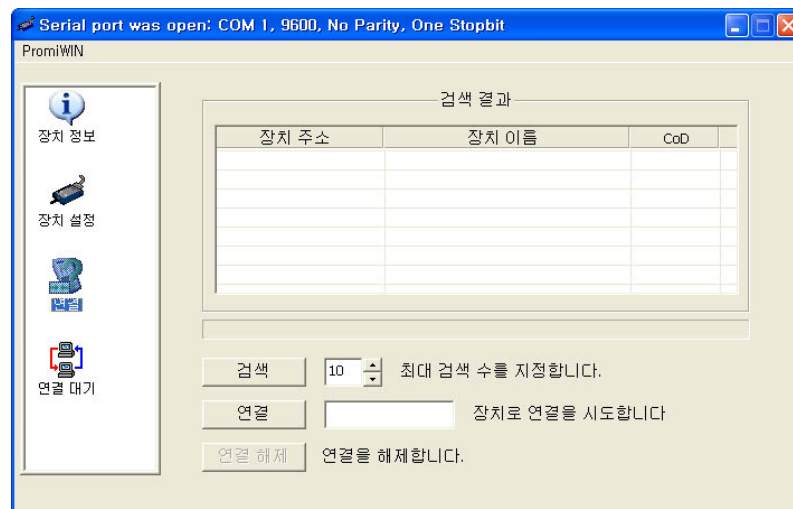 Serial port was open: COM 1, 9600, No Parity, One Stopbit
PromiWIN
장치 정보
장치 설정
연결
연결 대기
검색 결과
장치 주소 장치 이름 CoD
검색 10 최대 검색 수를 지정합니다.
연결 장치로 연결을 시도합니다
연결 해제 연결을 해제합니다.